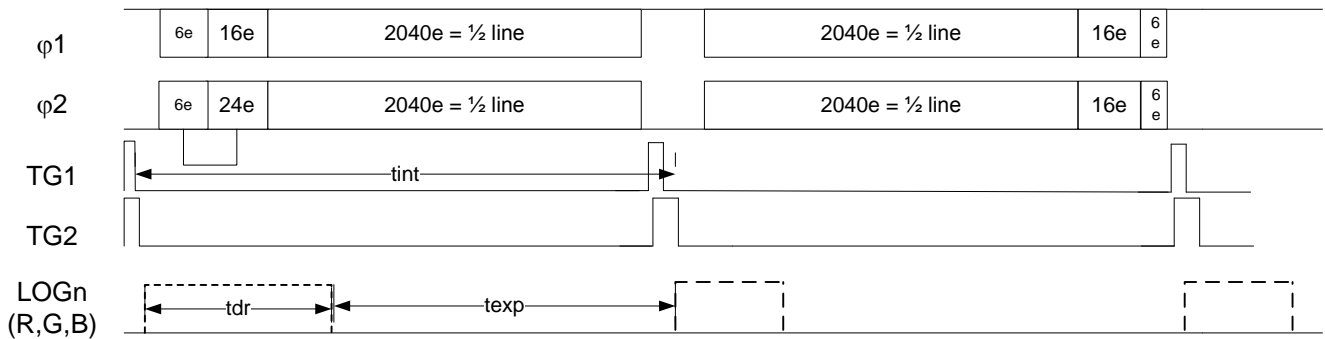 φ1
6e 16e 2040e = ½ line 2040e = ½ line 16e 6
e
φ2
6e 24e 2040e = ½ line 2040e = ½ line 16e 6
e
TG1
tint
TG2
LOGn
(R,G,B)
tdr texp